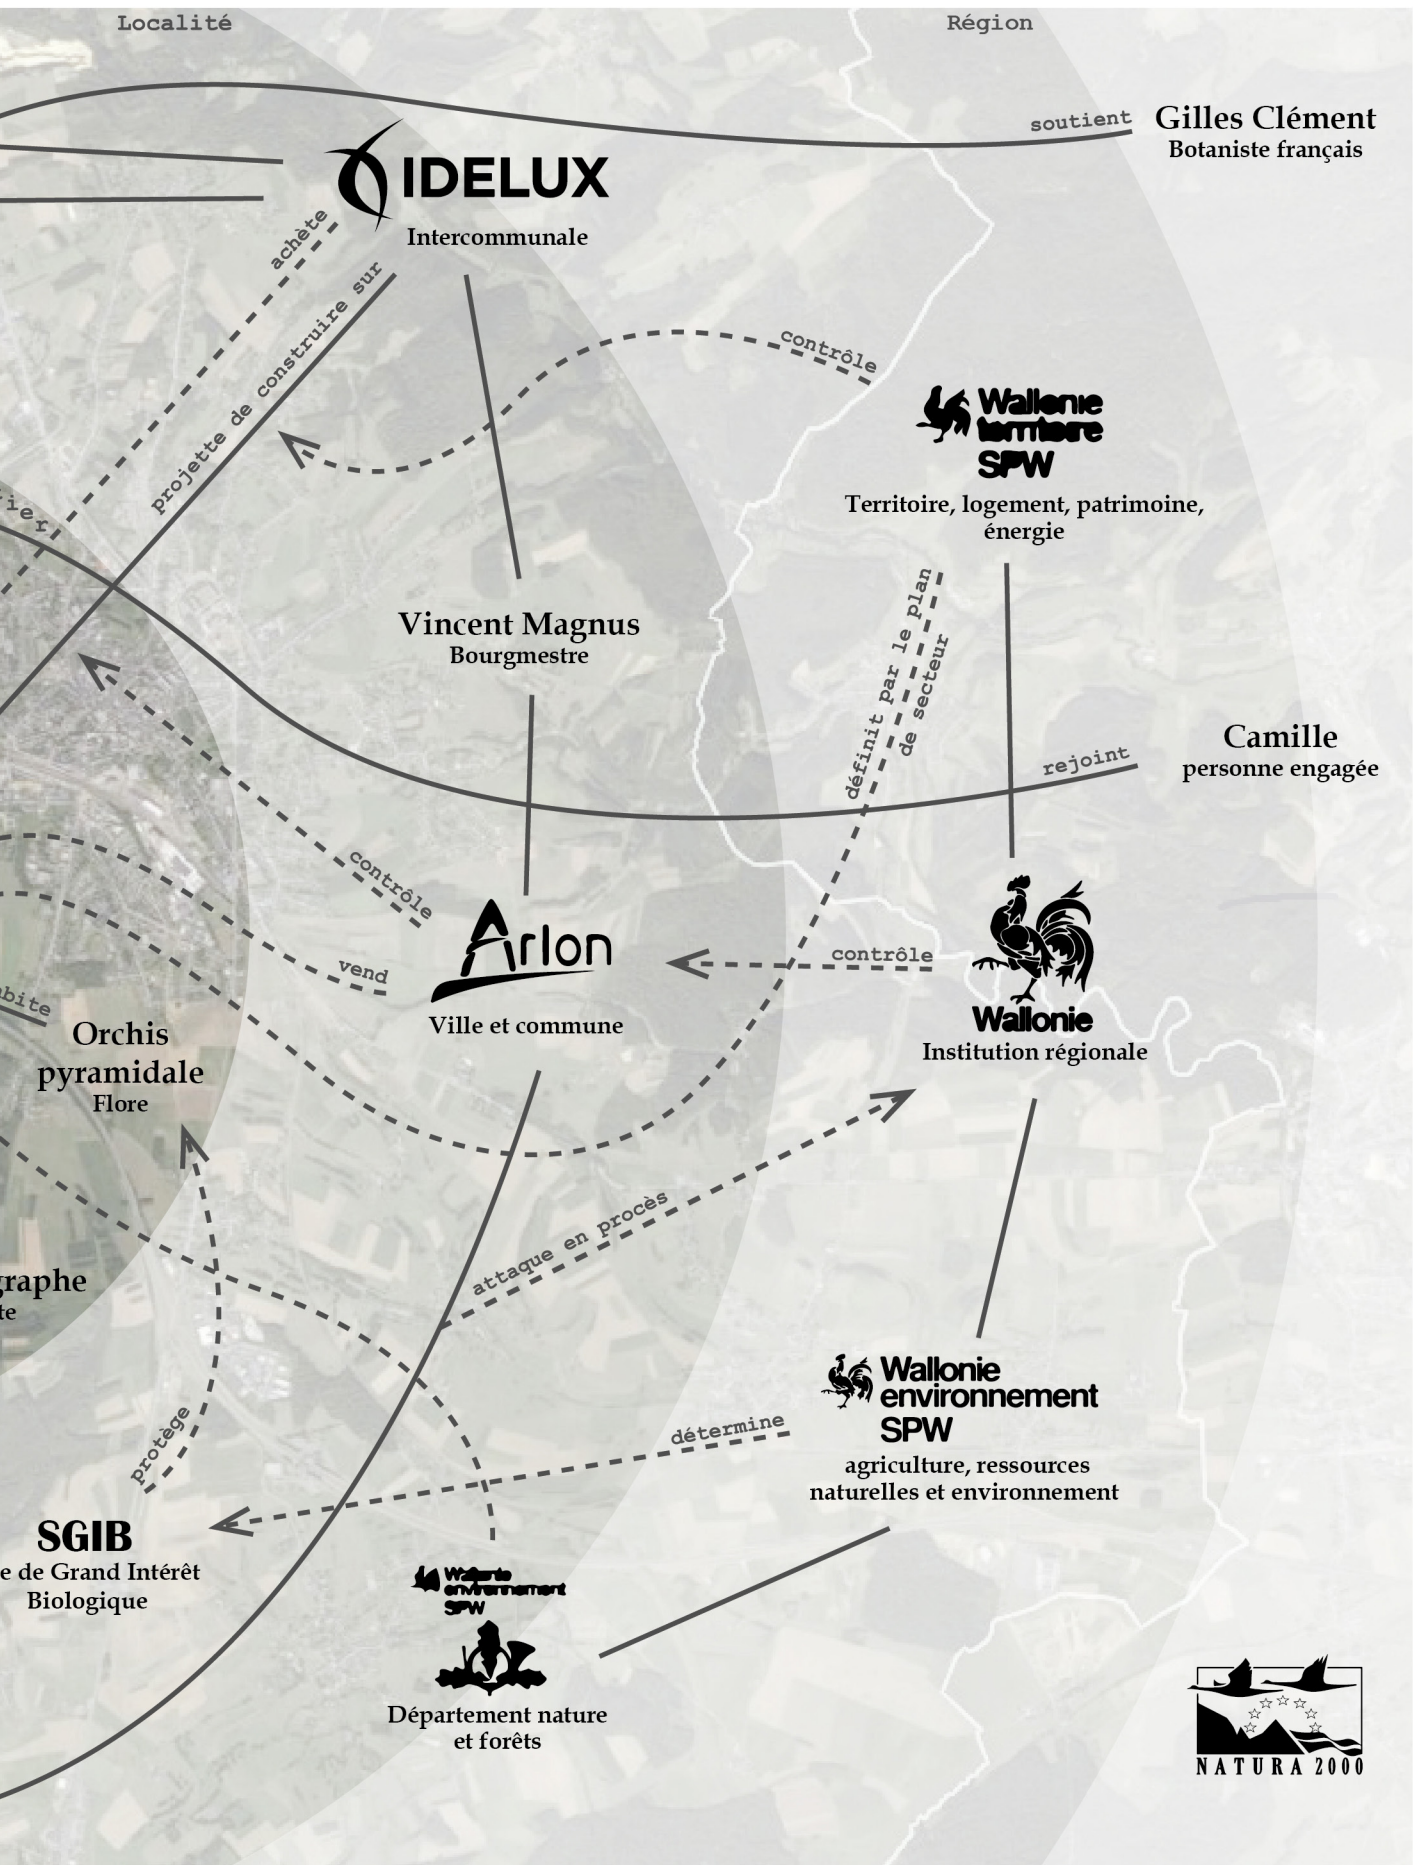 Localité
Région
soutient
Gilles Clément
Botaniste français
IDELUX
Intercommunale
achète
projette de construire sur
contrôle
Wallonie
territoire
SPW
Territoire, logement, patrimoine,
énergie
Vincent Magnus
Bourgmestre
définit par le plan
de secteur
rejoint
Camille
personne engagée
contrôle
Arlon
Ville et commune
vend
contrôle
Wallonie
Institution régionale
Orchis
pyramidale
Flore
attaque en procès
Wallonie
environnement
SPW
agriculture, ressources
naturelles et environnement
détermine
protège
SGIB
de Grand Intérêt
Biologique
Wallonie
environnement
SPW
Département nature
et forêts
NATURA 2000